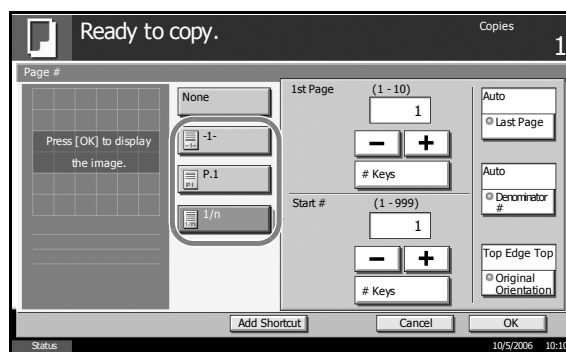 Ready to copy.
Copies
1
Page #
Press [OK] to display
the image.
None
-1-
P.1
1/n
1st Page
(1 - 10)
1
# Keys
Start #
(1 - 999)
1
# Keys
Auto
Last Page
Auto
Denominator
#
Top Edge Top
Original
Orientation
Add Shortcut
Cancel
OK
Status
10/5/2006 10:10